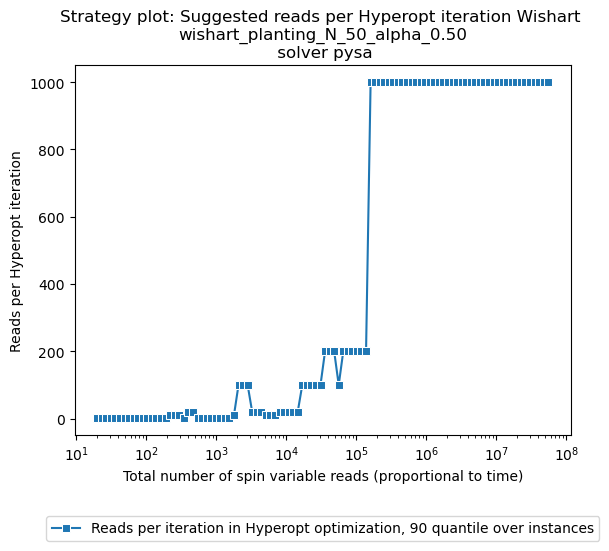 Strategy plot: Suggested reads per Hyperopt iteration Wishart
wishart_planting_N_50_alpha_0.50
solver pysa
1000
800
600
400
200
0
Reads per Hyperopt iteration
10¹ 10² 10³ 10⁴ 10⁵ 10⁶ 10⁷ 10⁸
Total number of spin variable reads (proportional to time)
Reads per iteration in Hyperopt optimization, 90 quantile over instances